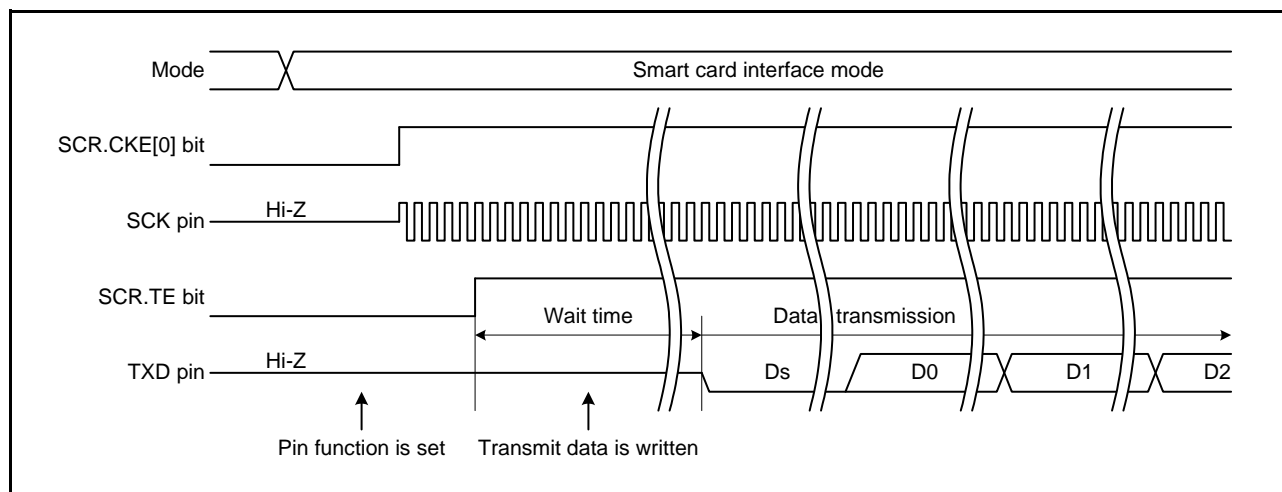 Mode
Smart card interface mode
SCR.CKE[0] bit
SCK pin
Hi-Z
SCR.TE bit
Wait time
Data transmission
TXD pin
Hi-Z
Ds
D0
D1
D2
Pin function is set
Transmit data is written